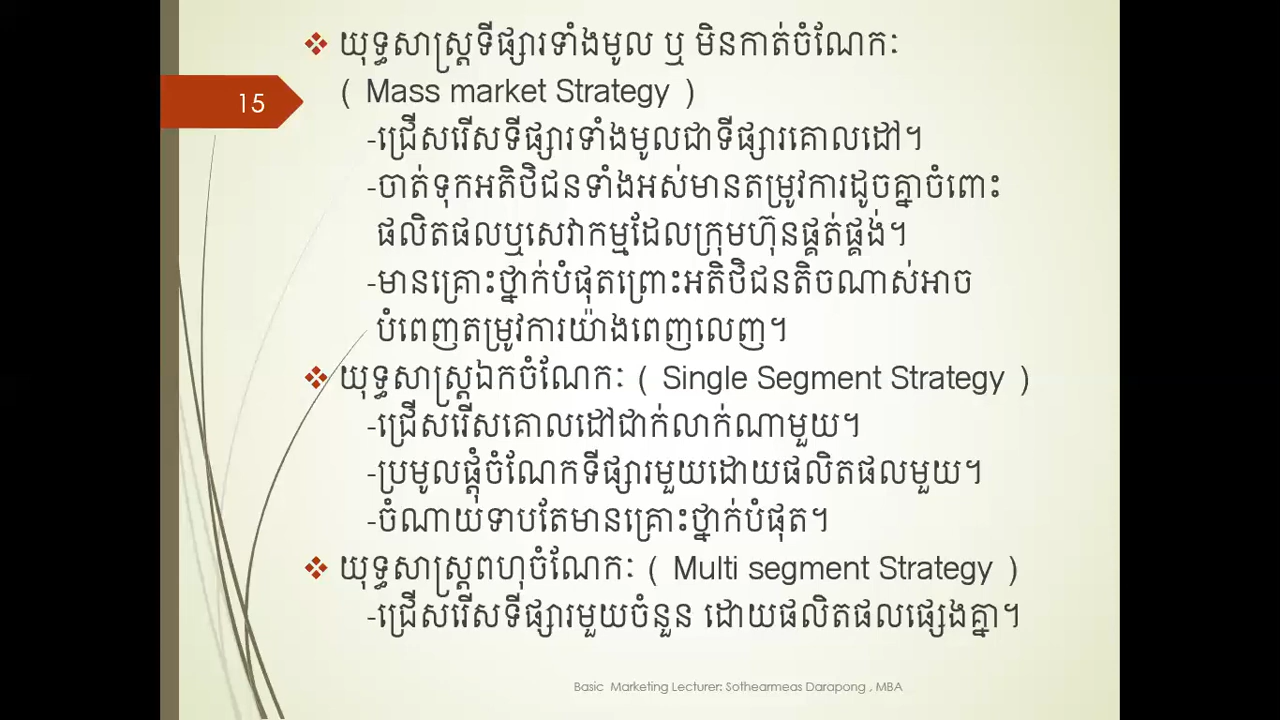 យុទ្ធសាស្ត្រទីផ្សារទាំងមូល ឬ មិនកាត់ចំណែកៈ
15
( Mass market Strategy )
-ជ្រើសរើសទីផ្សារទាំងមូលជាទីផ្សារគោលដៅ។
-ចាត់ទុកអតិថិជនទាំងអស់មានតម្រូវការដូចគ្នាចំពោះ
ផលិតផលឬសេវាកម្មដែលក្រុមហ៊ុនផ្គត់ផ្គង់។
-មានគ្រោះថ្នាក់បំផុតព្រោះអតិថិជនតិចណាស់អាច
បំពេញតម្រូវការយ៉ាងពេញលេញ។
យុទ្ធសាស្ត្រឯកចំណែកៈ ( Single Segment Strategy )
-ជ្រើសរើសគោលដៅជាក់លាក់ណាមួយ។
-ប្រមូលផ្តុំចំណែកទីផ្សារមួយដោយផលិតផលមួយ។
-ចំណាយទាបតែមានគ្រោះថ្នាក់បំផុត។
យុទ្ធសាស្ត្រពហុចំណែកៈ ( Multi segment Strategy )
-ជ្រើសរើសទីផ្សារមួយចំនួន ដោយផលិតផលផ្សេងគ្នា។
Basic Marketing Lecturer: Sothearmeas Darapong , MBA